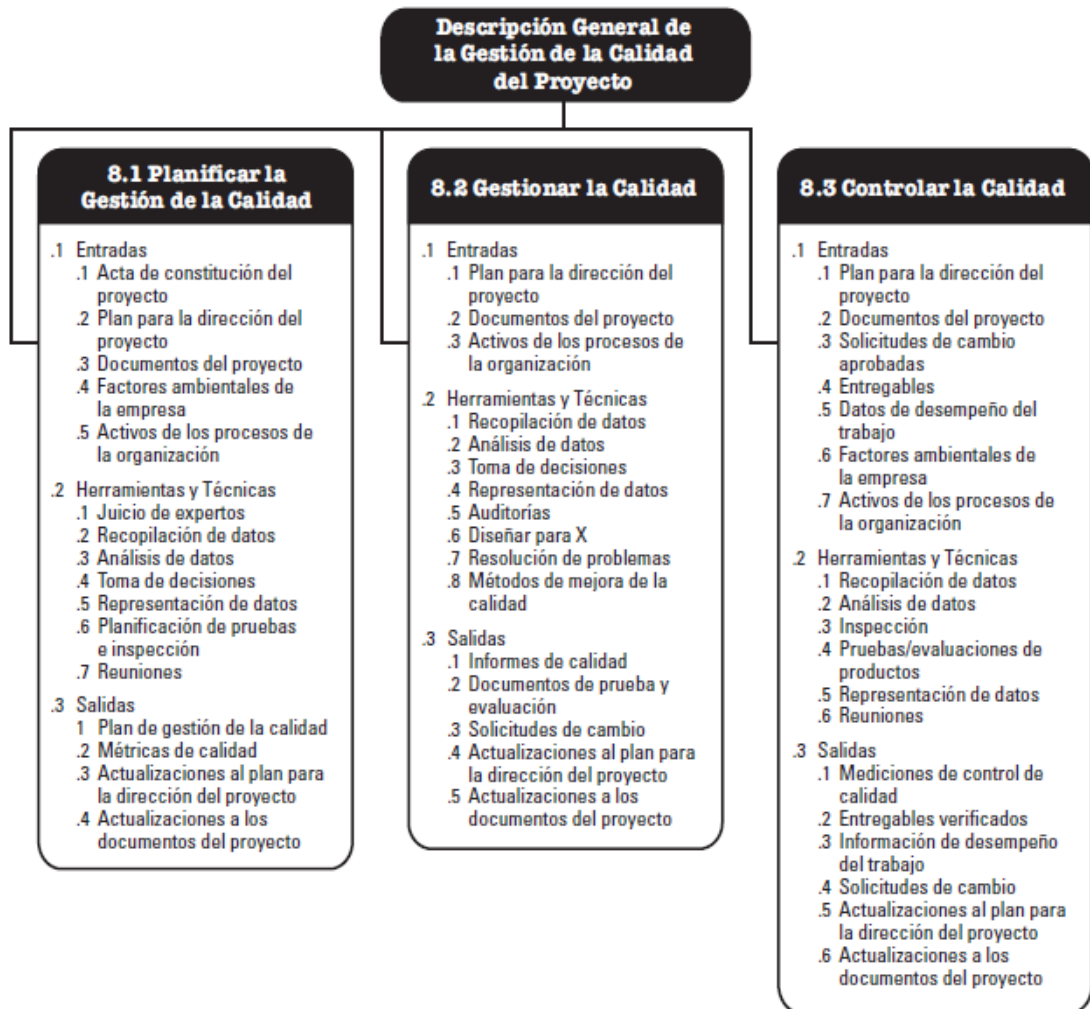 Descripción General de
la Gestión de la Calidad
del Proyecto
8.1 Planificar la
Gestión de la Calidad
.1 Entradas
.1 Acta de constitución del
proyecto
.2 Plan para la dirección del
proyecto
.3 Documentos del proyecto
.4 Factores ambientales de
la empresa
.5 Activos de los procesos de
la organización
.2 Herramientas y Técnicas
.1 Juicio de expertos
.2 Recopilación de datos
.3 Análisis de datos
.4 Toma de decisiones
.5 Representación de datos
.6 Planificación de pruebas
e inspección
.7 Reuniones
.3 Salidas
1 Plan de gestión de la calidad
.2 Métricas de calidad
.3 Actualizaciones al plan para
la dirección del proyecto
.4 Actualizaciones a los
documentos del proyecto
8.2 Gestionar la Calidad
.1 Entradas
.1 Plan para la dirección del
proyecto
.2 Documentos del proyecto
.3 Activos de los procesos de
la organización
.2 Herramientas y Técnicas
.1 Recopilación de datos
.2 Análisis de datos
.3 Toma de decisiones
.4 Representación de datos
.5 Auditorías
.6 Diseñar para X
.7 Resolución de problemas
.8 Métodos de mejora de la
calidad
.3 Salidas
.1 Informes de calidad
.2 Documentos de prueba y
evaluación
.3 Solicitudes de cambio
.4 Actualizaciones al plan para
la dirección del proyecto
.5 Actualizaciones a los
documentos del proyecto
8.3 Controlar la Calidad
.1 Entradas
.1 Plan para la dirección del
proyecto
.2 Documentos del proyecto
.3 Solicitudes de cambio
aprobadas
.4 Entregables
.5 Datos de desempeño del
trabajo
.6 Factores ambientales de
la empresa
.7 Activos de los procesos de
la organización
.2 Herramientas y Técnicas
.1 Recopilación de datos
.2 Análisis de datos
.3 Inspección
.4 Pruebas/evaluaciones de
productos
.5 Representación de datos
.6 Reuniones
.3 Salidas
.1 Mediciones de control de
calidad
.2 Entregables verificados
.3 Información de desempeño
del trabajo
.4 Solicitudes de cambio
.5 Actualizaciones al plan para
la dirección del proyecto
.6 Actualizaciones a los
documentos del proyecto